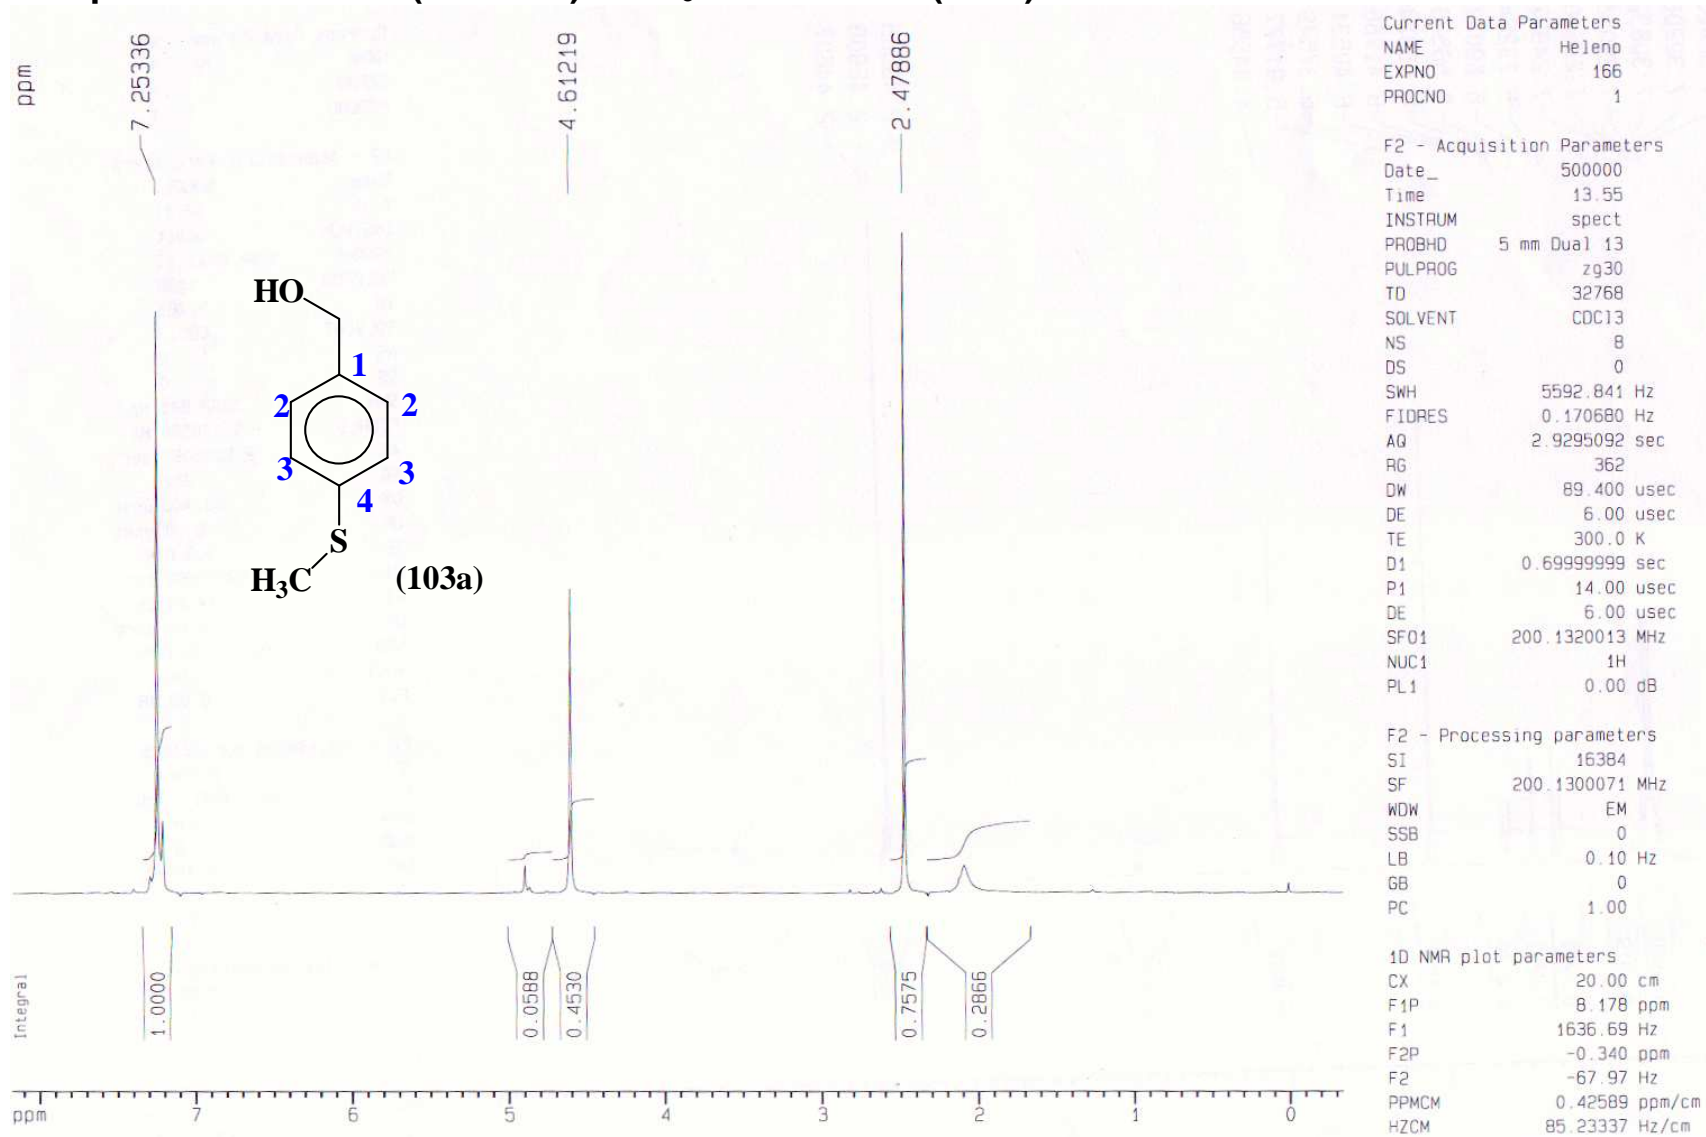 ppm
7.25336
4.61219
2.47886
HO
1
2
2
3
3
4
S
H₃C
(103a)
Integral
1.0000
0.0588
0.4530
0.7575
0.2866
ppm 7 6 5 4 3 2 1 0
Current Data Parameters
NAME Heleno
EXPNO 166
PROCNO 1
F2 - Acquisition Parameters
Date_ 500000
Time 13.55
INSTRUM spect
PROBHD 5 mm Dual 13
PULPROG zg30
TD 32768
SOLVENT CDCl3
NS 8
DS 0
SWH 5592.841 Hz
FIDRES 0.170680 Hz
AQ 2.9295092 sec
RG 362
DW 89.400 usec
DE 6.00 usec
TE 300.0 K
D1 0.69999999 sec
P1 14.00 usec
DE 6.00 usec
SFO1 200.1320013 MHz
NUC1 1H
PL1 0.00 dB
F2 - Processing parameters
SI 16384
SF 200.1300071 MHz
WDW EM
SSB 0
LB 0.10 Hz
GB 0
PC 1.00
1D NMR plot parameters
CX 20.00 cm
F1P 8.178 ppm
F1 1636.69 Hz
F2P -0.340 ppm
F2 -67.97 Hz
PPMCM 0.42589 ppm/cm
HZCM 85.23337 Hz/cm